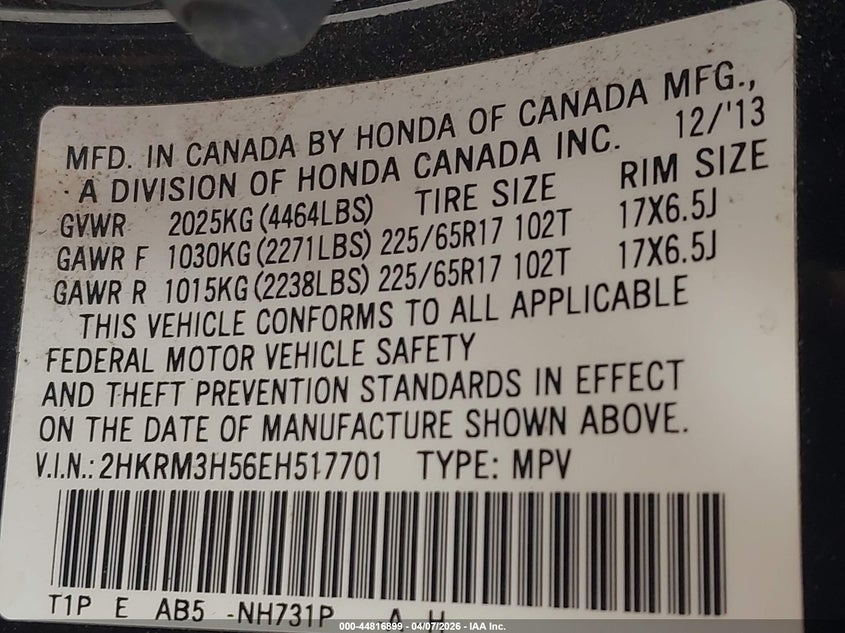 MFD. IN CANADA BY HONDA OF CANADA MFG.,
A DIVISION OF HONDA CANADA INC. 12/'13
GVWR 2025KG (4464LBS) TIRE SIZE RIM SIZE
GAWR F 1030KG (2271LBS) 225/65R17 102T 17X6.5J
GAWR R 1015KG (2238LBS) 225/65R17 102T 17X6.5J
THIS VEHICLE CONFORMS TO ALL APPLICABLE
FEDERAL MOTOR VEHICLE SAFETY
AND THEFT PREVENTION STANDARDS IN EFFECT
ON THE DATE OF MANUFACTURE SHOWN ABOVE.
V.I.N.: 2HKRM3H56EH517701 TYPE: MPV
T1P E AB5 -NH731P A H
000-44816899 - 04/07/2026 - IAA Inc.